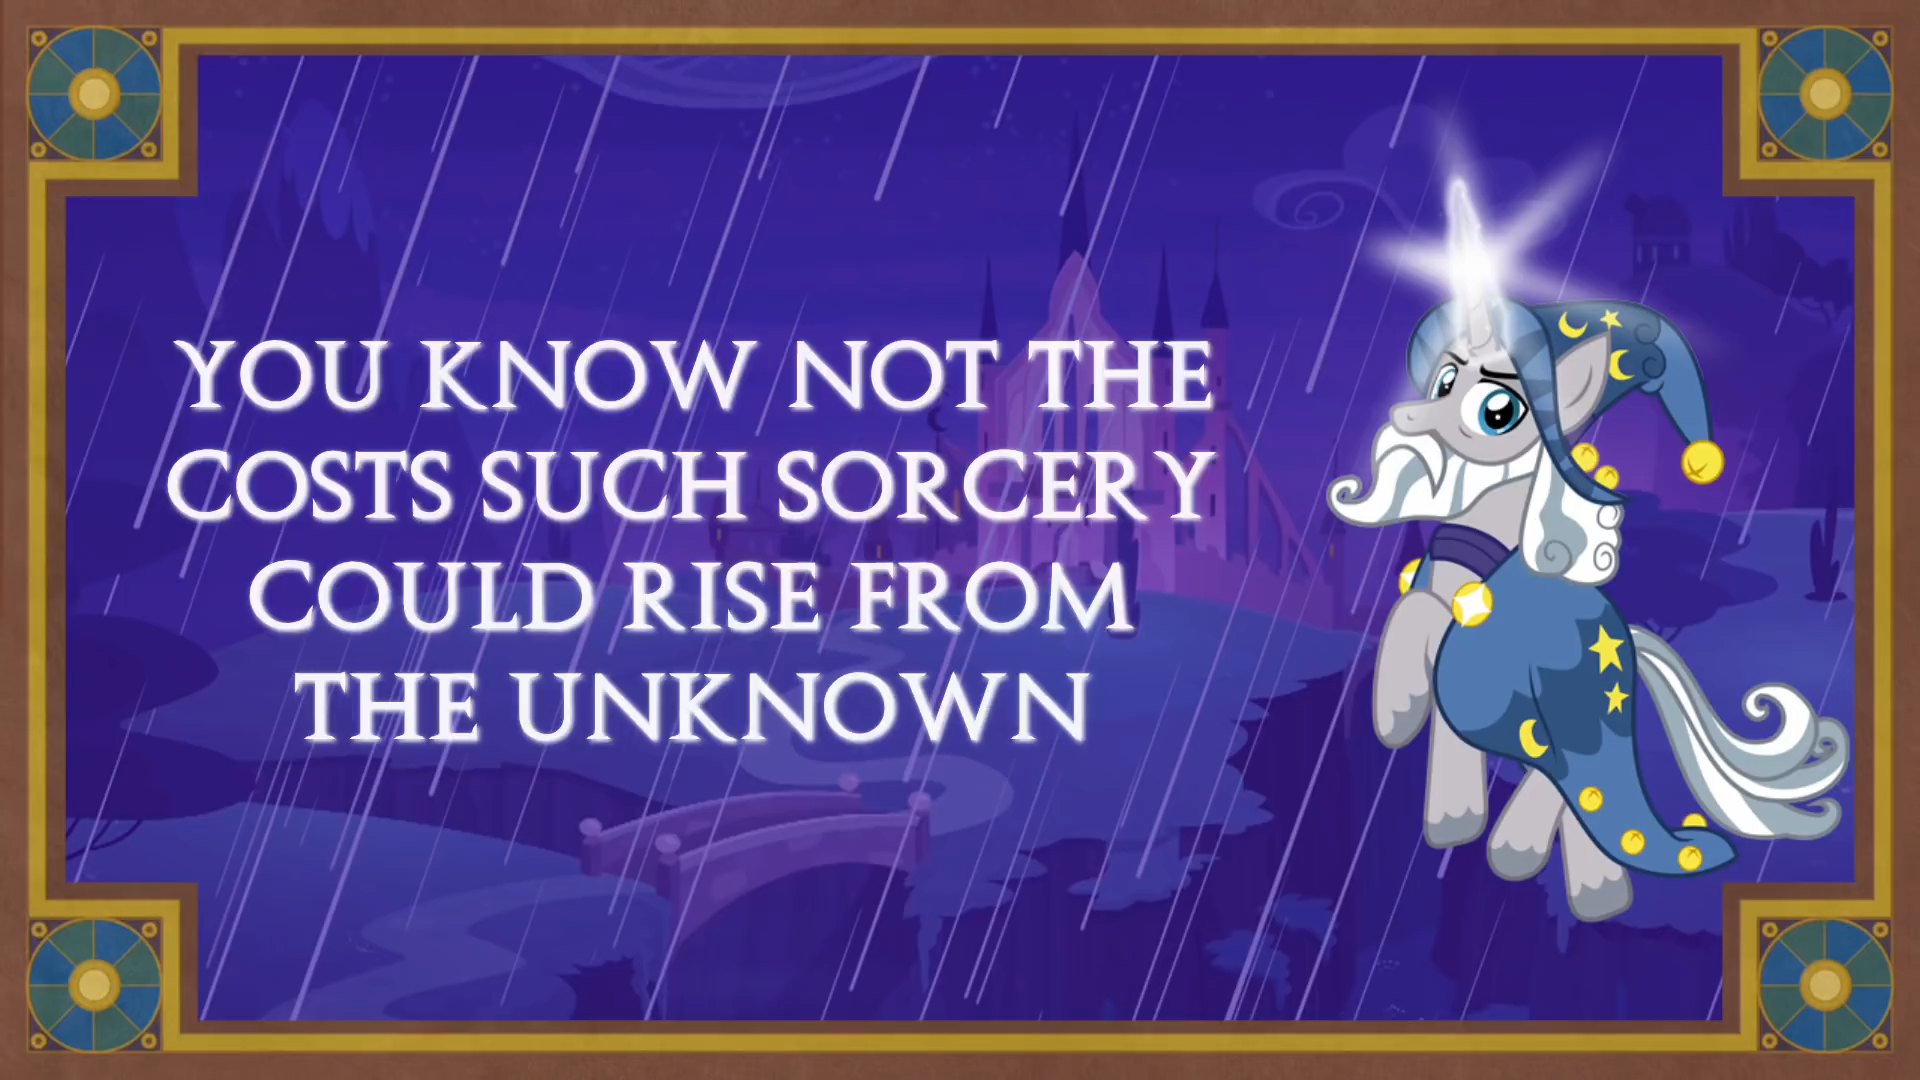 YOU KNOW NOT THE
COSTS SUCH SORCERY
COULD RISE FROM
THE UNKNOWN